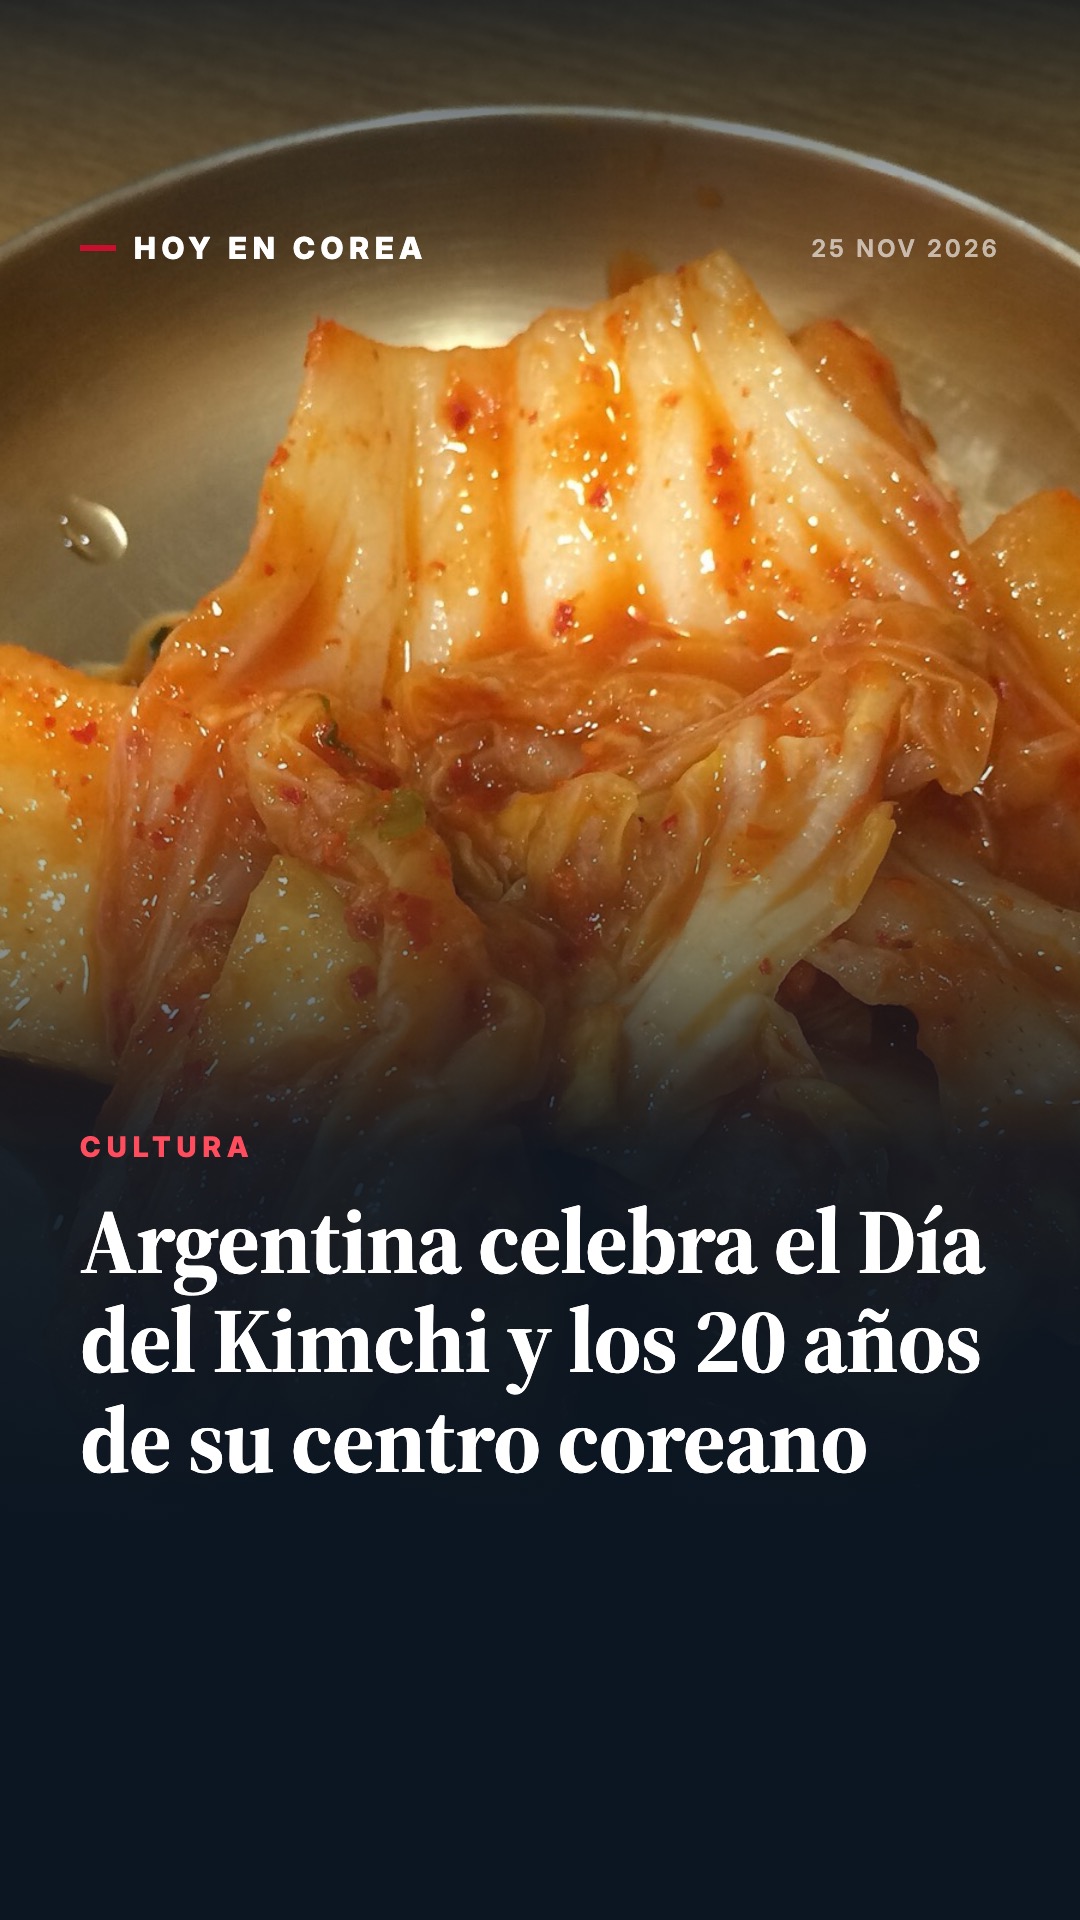 HOY EN COREA
25 NOV 2026
CULTURA
Argentina celebra el Día
del Kimchi y los 20 años
de su centro coreano